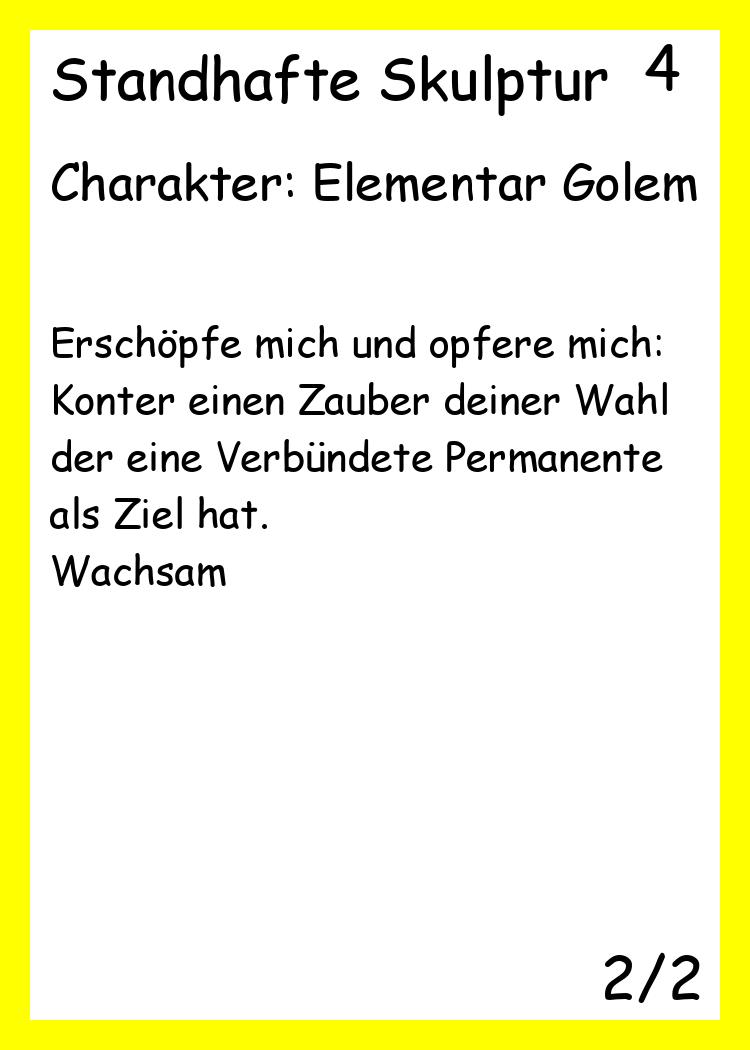 Standhafte Skulptur 4
Charakter: Elementar Golem
Erschöpfe mich und opfere mich:
Konter einen Zauber deiner Wahl
der eine Verbündete Permanente
als Ziel hat.
Wachsam
2/2